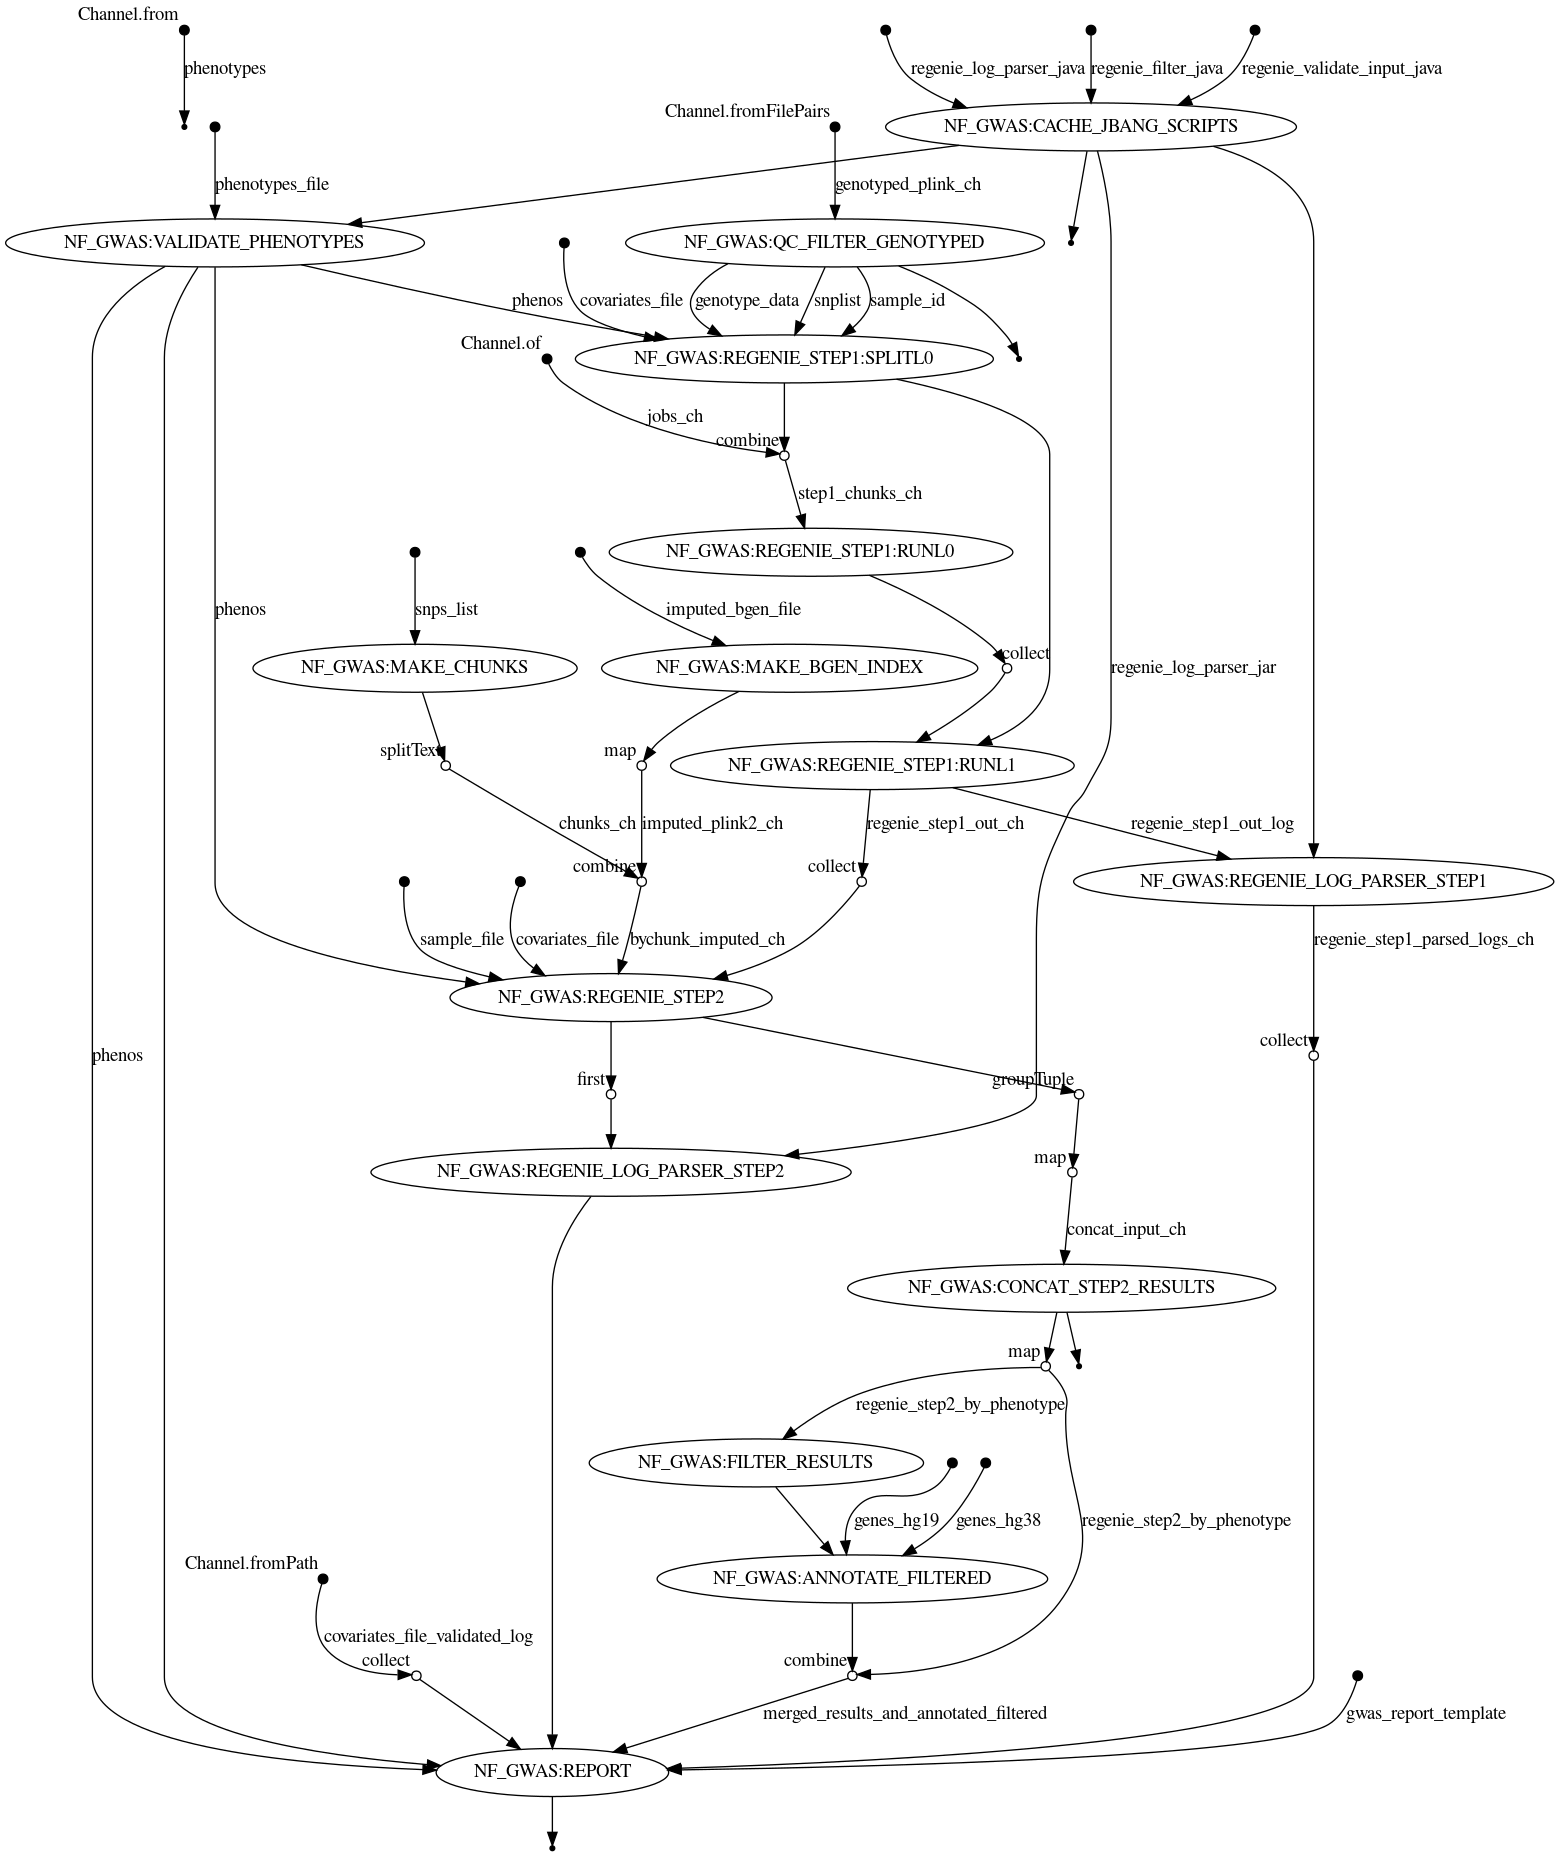 Channel.from
phenotypes
regenie_log_parser_java
regenie_filter_java
regenie_validate_input_java
Channel.fromFilePairs
NF_GWAS:CACHE_JBANG_SCRIPTS
phenotypes_file
genotyped_plink_ch
NF_GWAS:VALIDATE_PHENOTYPES
NF_GWAS:QC_FILTER_GENOTYPED
phenos
covariates_file
genotype_data
snplist
sample_id
Channel.of
NF_GWAS:REGENIE_STEP1:SPLITL0
jobs_ch
combine
step1_chunks_ch
NF_GWAS:REGENIE_STEP1:RUNL0
phenos
snps_list
imputed_bgen_file
collect
NF_GWAS:MAKE_CHUNKS
NF_GWAS:MAKE_BGEN_INDEX
regenie_log_parser_jar
splitText
map
NF_GWAS:REGENIE_STEP1:RUNL1
chunks_ch
imputed_plink2_ch
regenie_step1_out_ch
regenie_step1_out_log
combine
collect
NF_GWAS:REGENIE_LOG_PARSER_STEP1
sample_file
covariates_file
bychunk_imputed_ch
regenie_step1_parsed_logs_ch
NF_GWAS:REGENIE_STEP2
collect
phenos
first
groupTuple
map
NF_GWAS:REGENIE_LOG_PARSER_STEP2
concat_input_ch
NF_GWAS:CONCAT_STEP2_RESULTS
map
regenie_step2_by_phenotype
NF_GWAS:FILTER_RESULTS
genes_hg19
genes_hg38
regenie_step2_by_phenotype
Channel.fromPath
NF_GWAS:ANNOTATE_FILTERED
covariates_file_validated_log
collect
combine
merged_results_and_annotated_filtered
gwas_report_template
NF_GWAS:REPORT